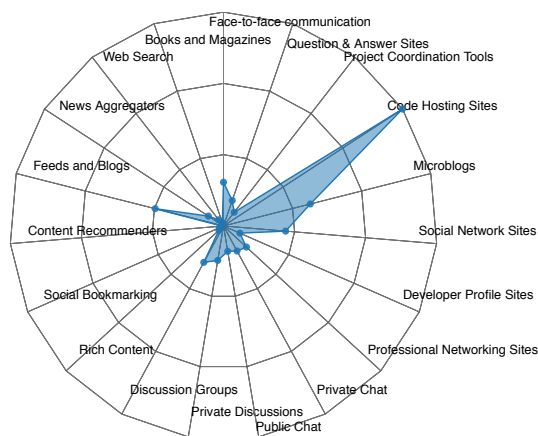 Face-to-face communication
Books and Magazines
Question & Answer Sites
Web Search
Project Coordination Tools
News Aggregators
Code Hosting Sites
Feeds and Blogs
Microblogs
Content Recommenders
Social Network Sites
Social Bookmarking
Developer Profile Sites
Rich Content
Professional Networking Sites
Discussion Groups
Private Chat
Private Discussions
Public Chat